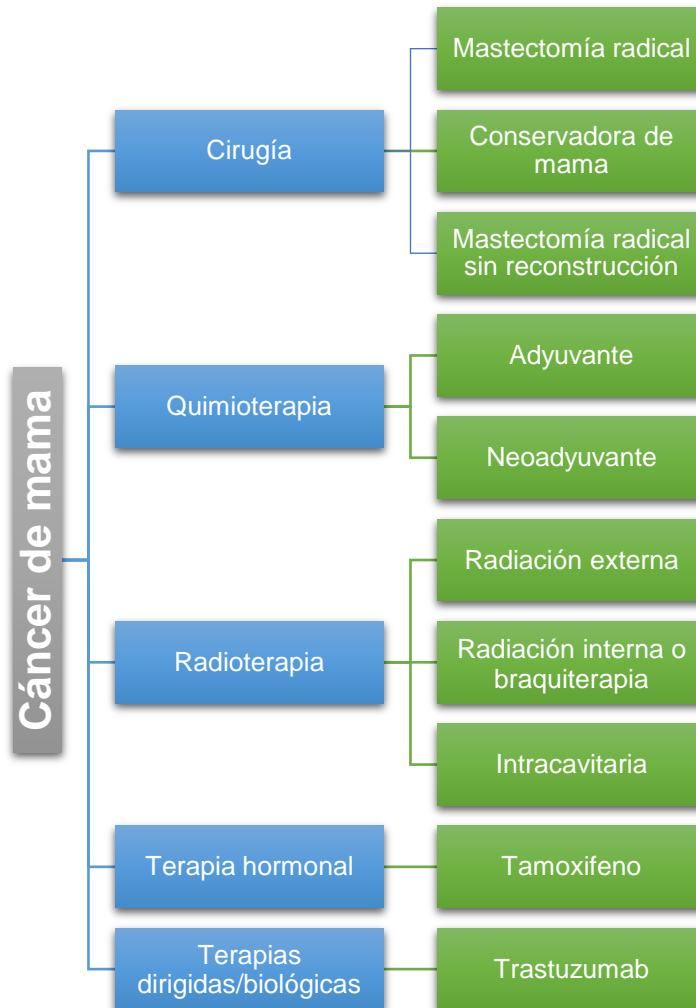 Cáncer de mama
Cirugía
Mastectomía radical
Conservadora de
mama
Mastectomía radical
sin reconstrucción
Quimioterapia
Adyuvante
Neoadyuvante
Radioterapia
Radiación externa
Radiación interna o
braquiterapia
Intracavitaria
Terapia hormonal
Tamoxifeno
Terapias
dirigidas/biológicas
Trastuzumab